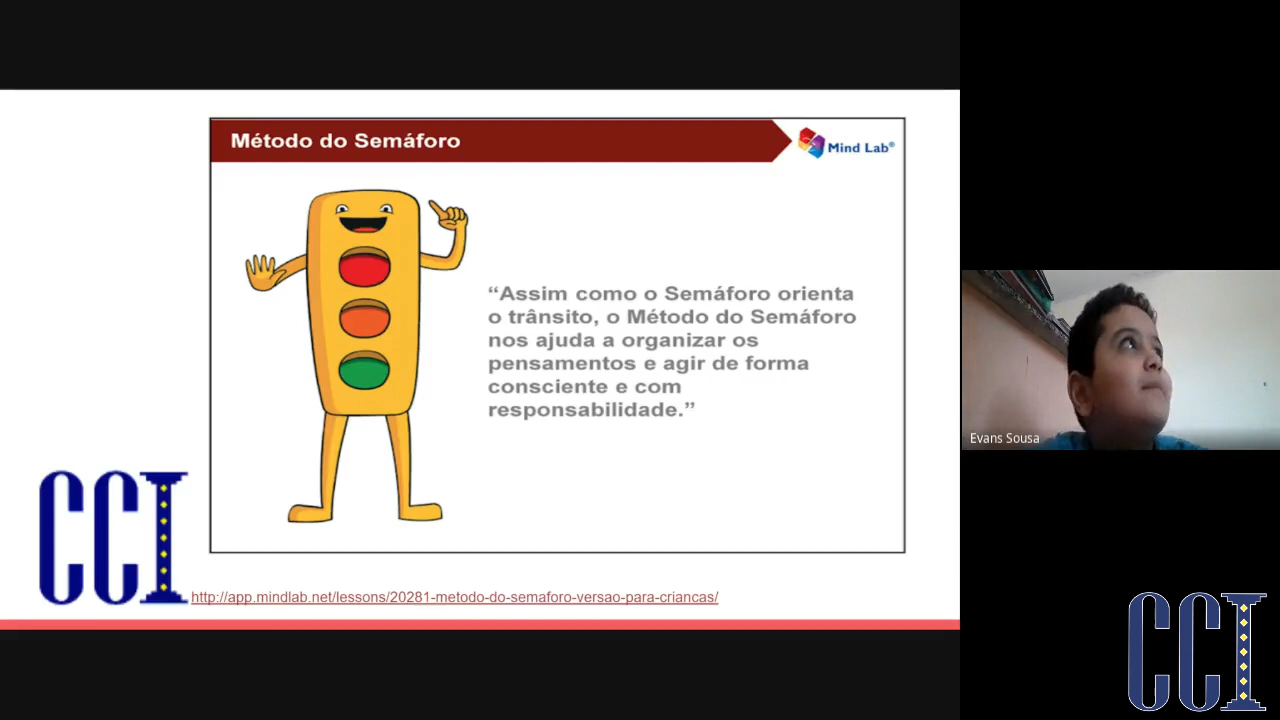 Método do Semáforo
Mind Lab®
“Assim como o Semáforo orienta
o trânsito, o Método do Semáforo
nos ajuda a organizar os
pensamentos e agir de forma
consciente e com
responsabilidade.”
CCI
http://app.mindlab.net/lessons/20281-metodo-do-semaforo-versao-para-criancas/
Evans Sousa
CCI